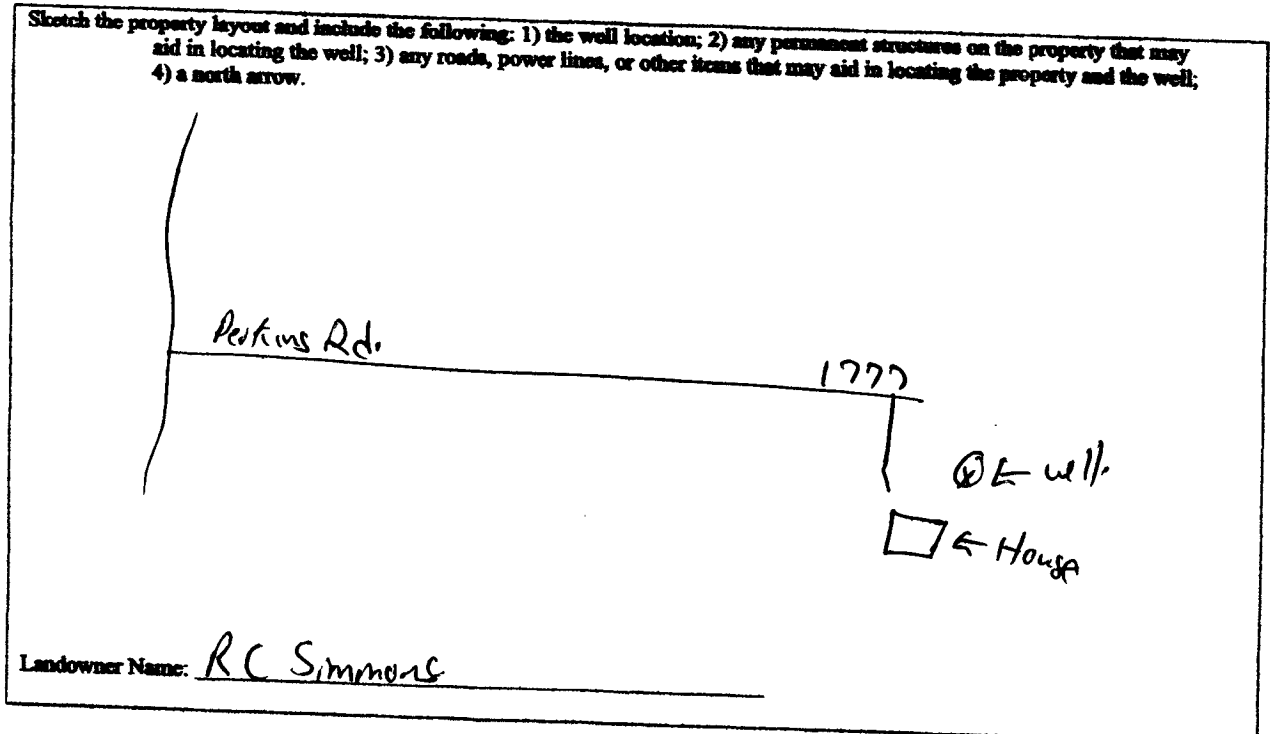 Sketch the property layout and include the following: 1) the well location; 2) any permanent structures on the property that may
aid in locating the well; 3) any roads, power lines, or other items that may aid in locating the property and the well;
4) a north arrow.
Perkins Rd.
1777
well.
House
Landowner Name: R C Simmons